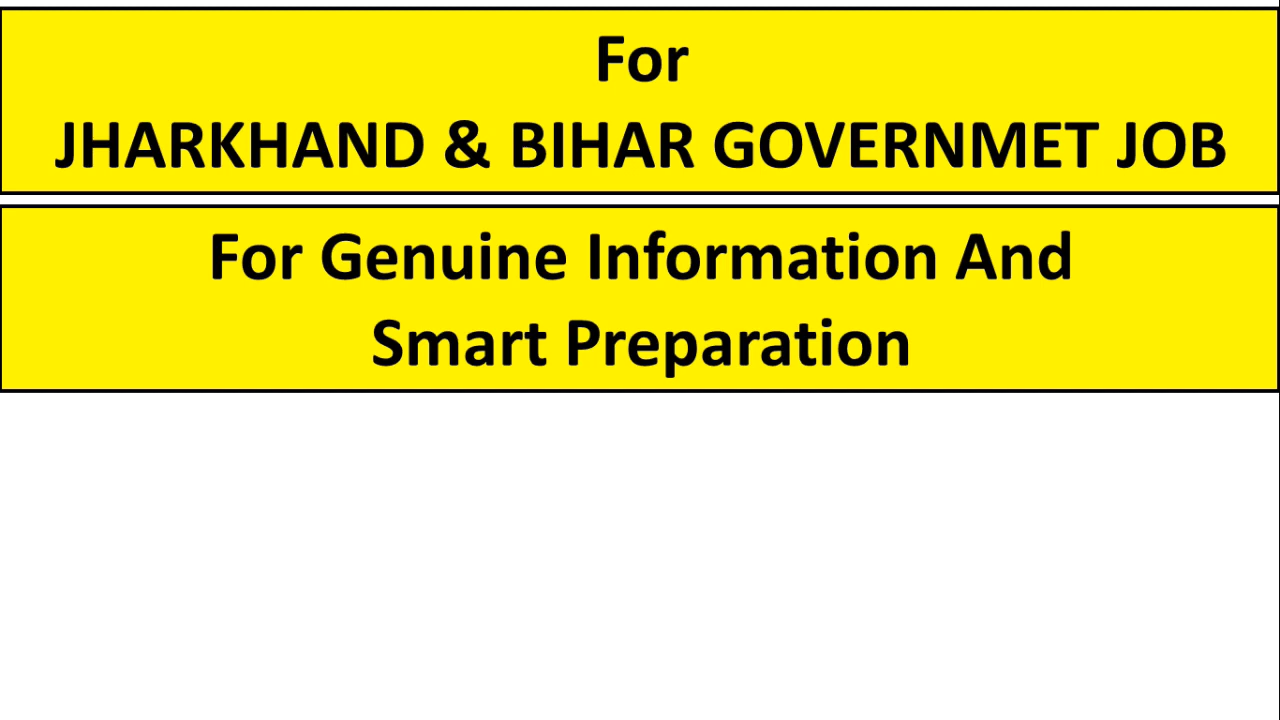 For
JHARKHAND & BIHAR GOVERNMET JOB
For Genuine Information And
Smart Preparation